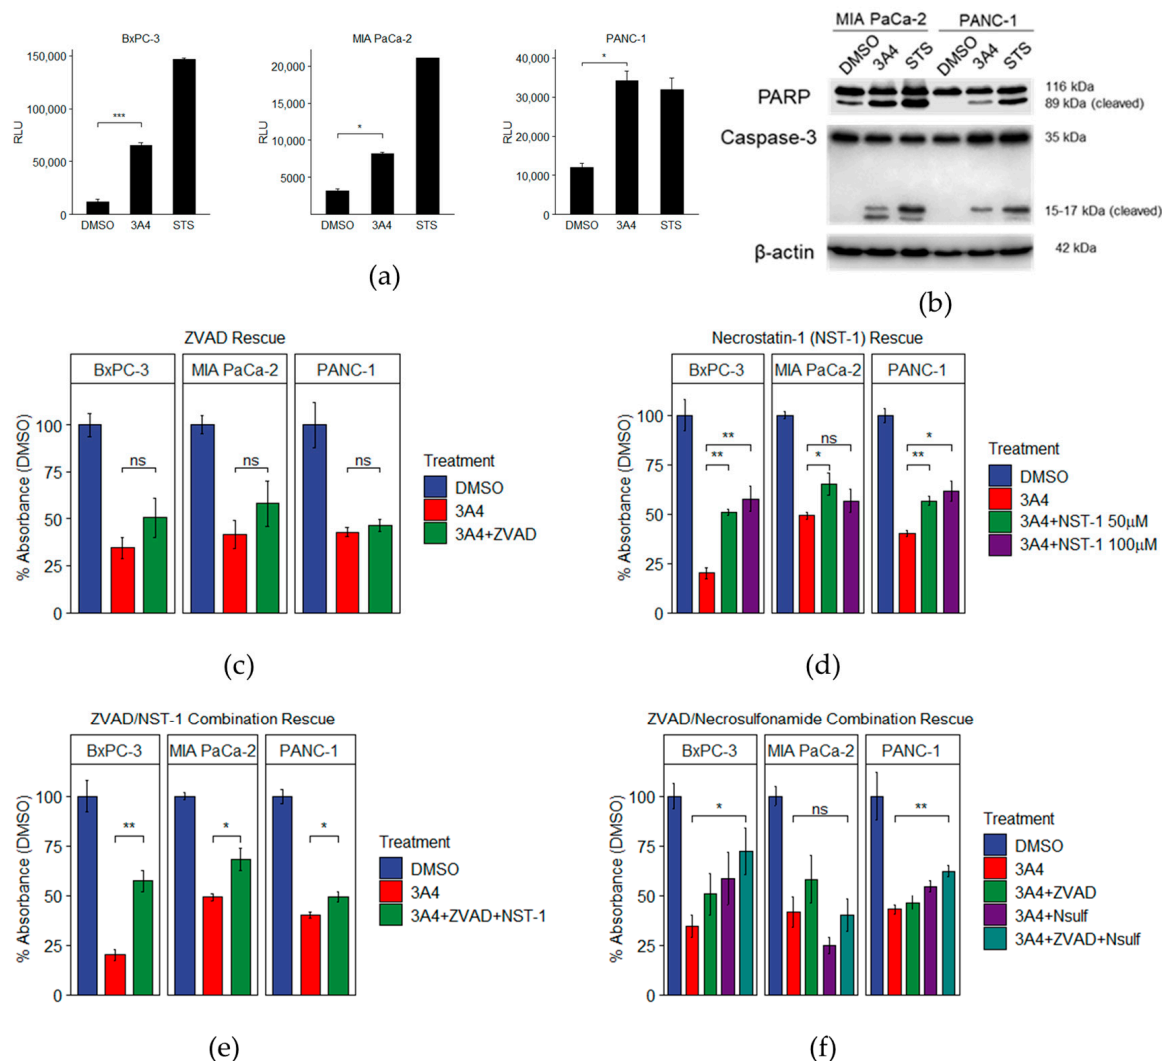 BxPC-3
RLU
150,000
100,000
50,000
0
***
DMSO 3A4 STS
MIA PaCa-2
RLU
20,000
15,000
10,000
5000
0
*
DMSO 3A4 STS
PANC-1
RLU
40,000
30,000
20,000
10,000
0
*
DMSO 3A4 STS
(a)
MIA PaCa-2 PANC-1
DMSO 3A4 STS DMSO 3A4 STS
PARP
116 kDa
89 kDa (cleaved)
Caspase-3
35 kDa
15-17 kDa (cleaved)
β-actin
42 kDa
(b)
ZVAD Rescue
BxPC-3 MIA PaCa-2 PANC-1
% Absorbance (DMSO)
100
75
50
25
0
ns ns ns
Treatment
DMSO
3A4
3A4+ZVAD
(c)
Necrostatin-1 (NST-1) Rescue
BxPC-3 MIA PaCa-2 PANC-1
% Absorbance (DMSO)
100
75
50
25
0
** ns *
** * **
Treatment
DMSO
3A4
3A4+NST-1 50μM
3A4+NST-1 100μM
(d)
ZVAD/NST-1 Combination Rescue
BxPC-3 MIA PaCa-2 PANC-1
% Absorbance (DMSO)
100
75
50
25
0
** * *
Treatment
DMSO
3A4
3A4+ZVAD+NST-1
(e)
ZVAD/Necrosulfonamide Combination Rescue
BxPC-3 MIA PaCa-2 PANC-1
% Absorbance (DMSO)
100
75
50
25
0
* ns **
Treatment
DMSO
3A4
3A4+ZVAD
3A4+Nsulf
3A4+ZVAD+Nsulf
(f)